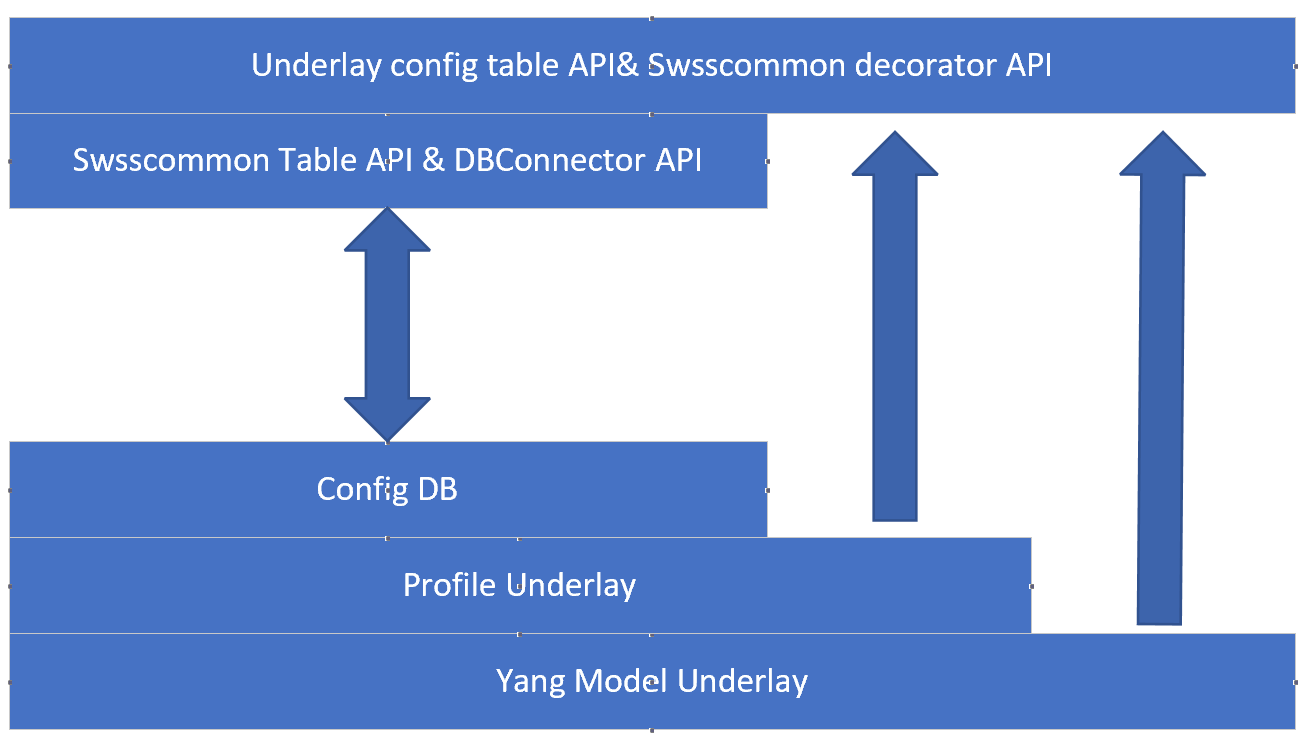 Underlay config table API& Swsscommon decorator API
Swsscommon Table API & DBConnector API
Config DB
Profile Underlay
Yang Model Underlay